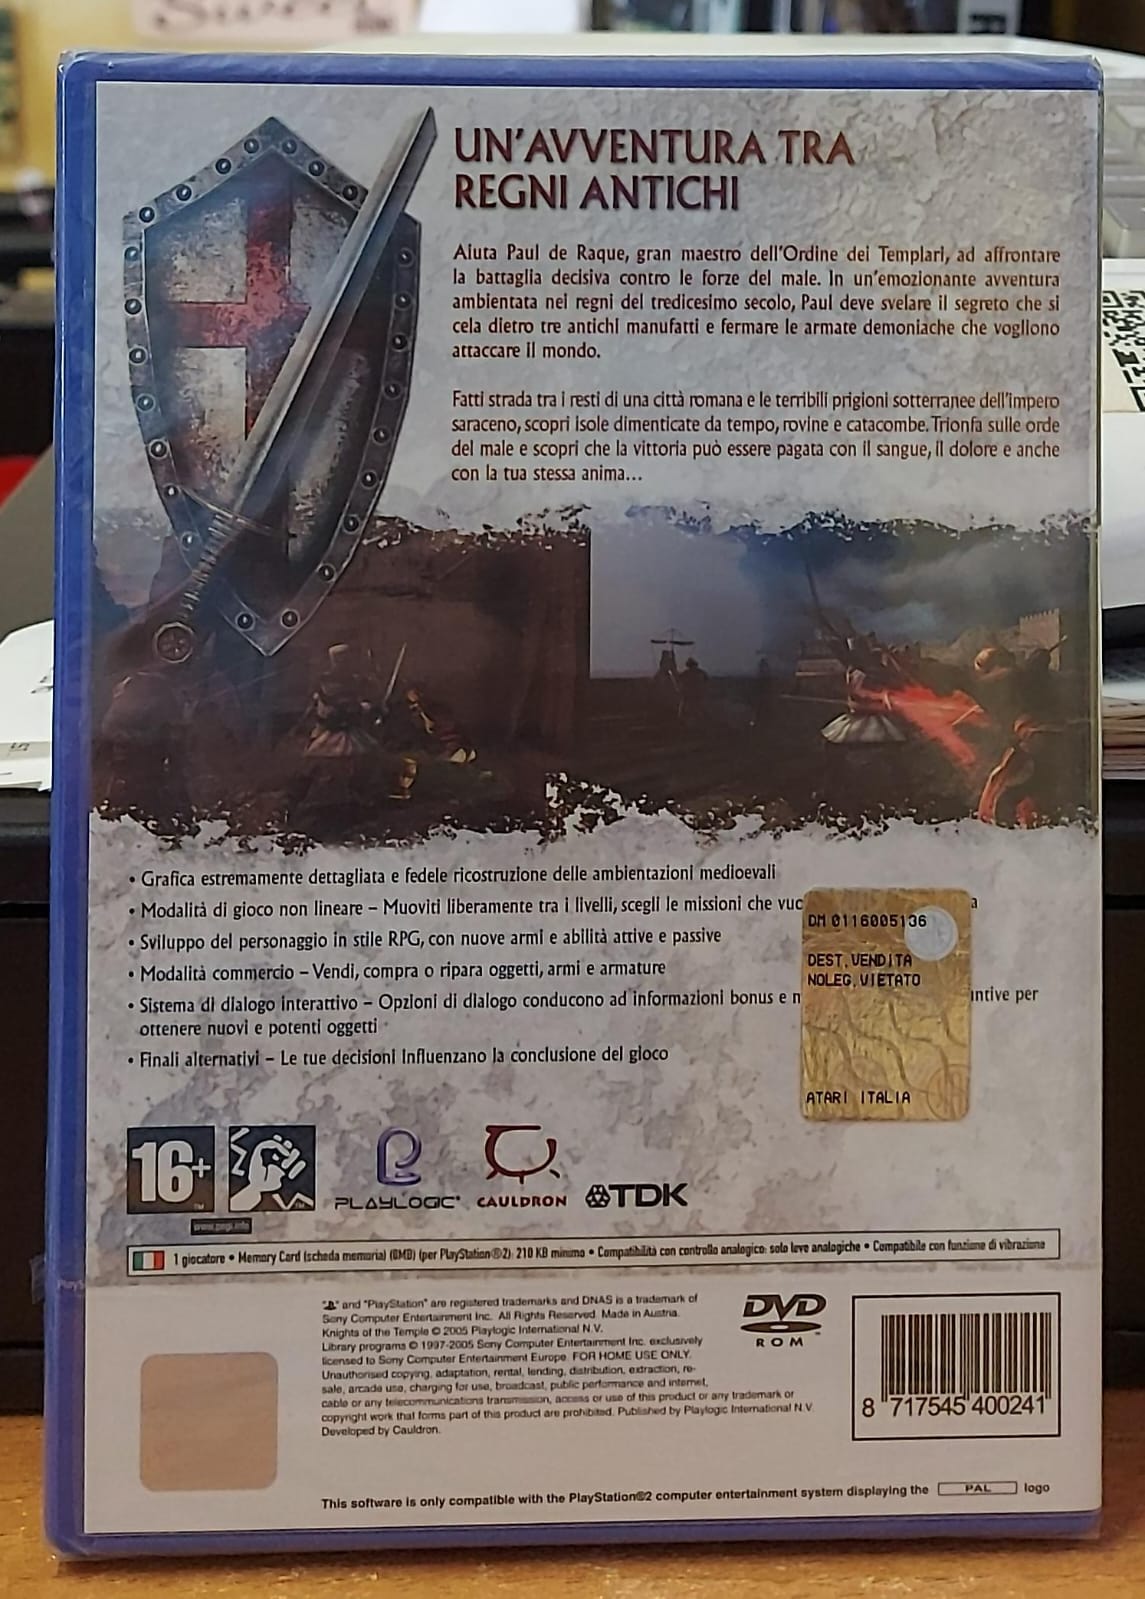 UN'AVVENTURA TRA
REGNI ANTICHI
Aiuta Paul de Raque, gran maestro dell'Ordine dei Templari, ad affrontare
la battaglia decisiva contro le forze del male. In un'emozionante avventura
ambientata nei regni del tredicesimo secolo, Paul deve svelare il segreto che si
cela dietro tre antichi manufatti e fermare le armate demoniache che vogliono
attaccare il mondo.
Fatti strada tra i resti di una città romana e le terribili prigioni sotterranee dell'impero
saraceno, scopri isole dimenticate da tempo, rovine e catacombe. Trionfa sulle orde
del male e scopri che la vittoria può essere pagata con il sangue, il dolore e anche
con la tua stessa anima...
• Grafica estremamente dettagliata e fedele ricostruzione delle ambientazioni medioevali
• Modalità di gioco non lineare – Muoviti liberamente tra i livelli, scegli le missioni che
• Sviluppo del personaggio in stile RPG, con nuove armi e abilità attive e passive
• Modalità commercio – Vendi, compra o ripara oggetti, armi e armature
• Sistema di dialogo interattivo – Opzioni di dialogo conducono ad informazioni bonus e per
ottenere nuovi e potenti oggetti
• Finali alternativi – Le tue decisioni influenzano la conclusione del gioco
DM 0116005136
DEST.VENDITA
NOLEG.VIETATO
ATARI ITALIA
16+
www.pegi.info
PLAYLOGIC
CAULDRON
TDK
1 giocatore • Memory Card (scheda memoria) (8MB) (per PlayStation®2): 210 KB minimo • Compatibilità con controllo analogico: solo leve analogiche • Compatibile con funzione di vibrazione
"" and "PlayStation" are registered trademarks and DNAS is a trademark of
Sony Computer Entertainment Inc. All Rights Reserved. Made in Austria.
Knights of the Temple © 2005 Playlogic International N.V.
Library programs © 1997-2005 Sony Computer Entertainment Inc. exclusively
licensed to Sony Computer Entertainment Europe. FOR HOME USE ONLY.
Unauthorised copying, adaptation, rental, lending, distribution, extraction, re-
sale, arcade use, charging for use, broadcast, public performance and internet,
cable or any telecommunications transmission, access or use of this product or any trademark or
copyright work that forms part of this product are prohibited. Published by Playlogic International N.V.
Developed by Cauldron.
DVD
ROM
8 717545 400241
This software is only compatible with the PlayStation®2 computer entertainment system displaying the PAL logo